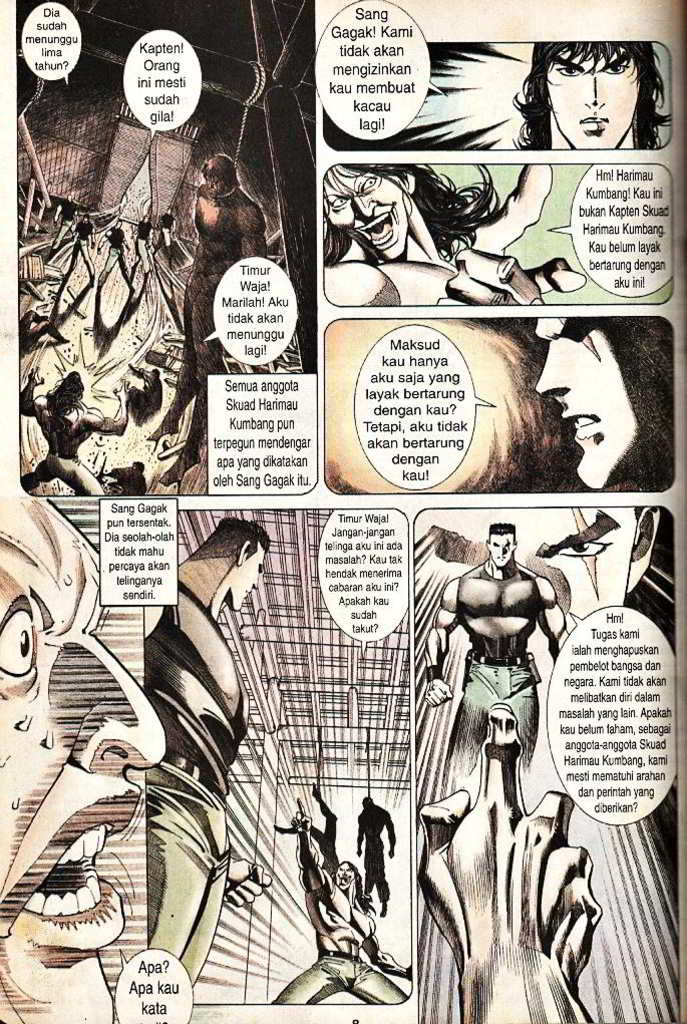 Dia
sudah
menunggu
lima
tahun?
Kapten!
Orang
ini mesti
sudah
gila!
Timur
Waja!
Marilah! Aku
tidak akan
menunggu
lagi!
Semua anggota
Skuad Harimau
Kumbang pun
terpegun mendengar
apa yang dikatakan
oleh Sang Gagak itu.
Sang
Gagak! Kami
tidak akan
mengizinkan
kau membuat
kacau
lagi!
Hm! Harimau
Kumbang! Kau ini
bukan Kapten Skuad
Harimau Kumbang.
Kau belum layak
bertarung dengan
aku ini!
Maksud
kau hanya
aku saja yang
layak bertarung
dengan kau?
Tetapi, aku tidak
akan bertarung
dengan
kau!
Sang Gagak
pun tersentak.
Dia seolah-olah
tidak mahu
percaya akan
telinganya
sendiri.
Apa?
Apa kau
kata
Timur Waja!
Jangan-jangan
telinga aku ini ada
masalah? Kau tak
hendak menerima
cabaran aku ini?
Apakah kau
sudah
takut?
Hm!
Tugas kami
ialah menghapuskan
pembelot bangsa dan
negara. Kami tidak akan
melibatkan diri dalam
masalah yang lain. Apakah
kau belum faham, sebagai
anggota-anggota Skuad
Harimau Kumbang, kami
mesti mematuhi arahan
dan perintah yang
diberikan?